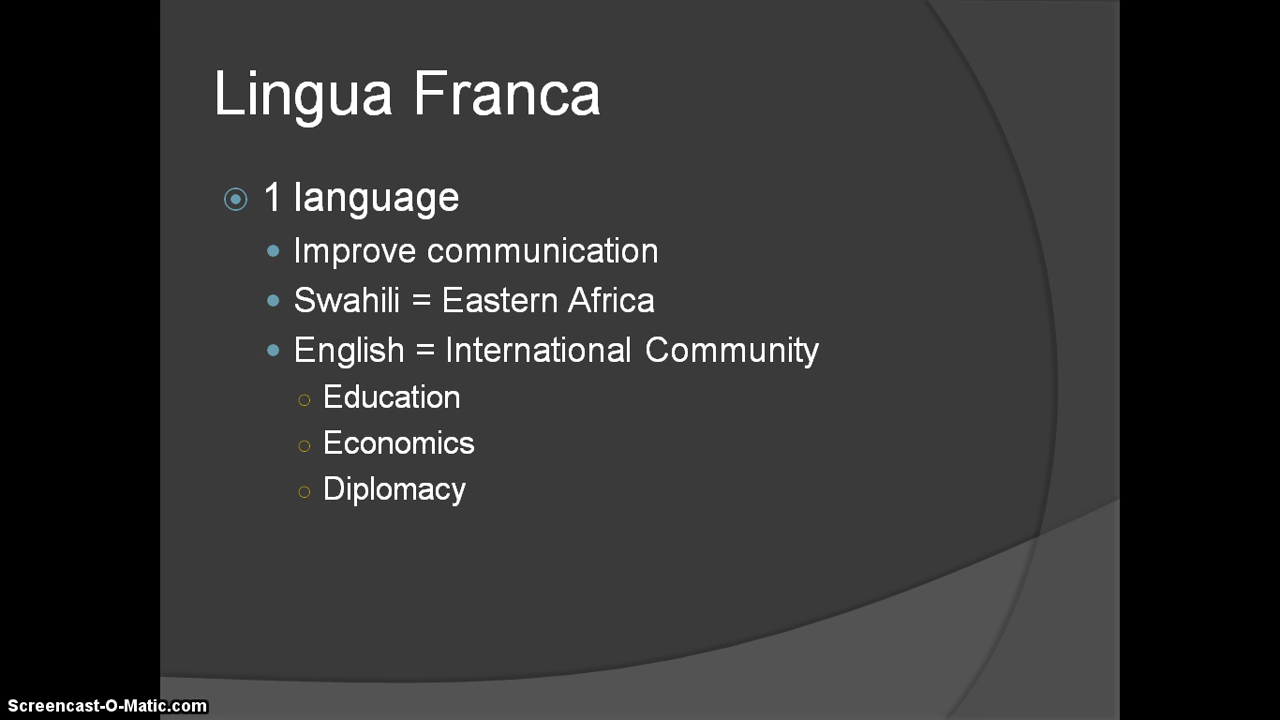 Lingua Franca
1 language
Improve communication
Swahili = Eastern Africa
English = International Community
Education
Economics
Diplomacy
Screencast-O-Matic.com